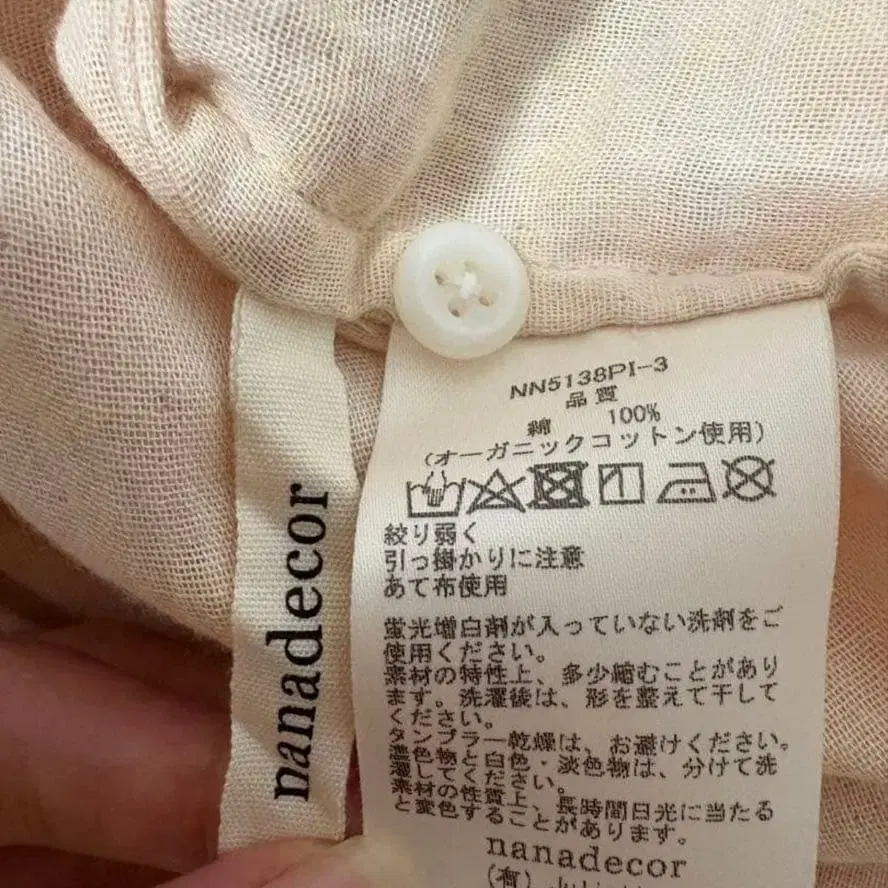 NN5138PI-3
品質
綿 100%
(オーガニックコットン使用)
絞り弱く
引っ掛かりに注意
あて布使用
蛍光増白剤が入っていない洗剤をご
使用ください。
素材の特性上、多少縮むことがあり
ます。洗濯後は、形を整えて干して
ください。
タンブラー乾燥は、お避けください。
濃色物と白色・淡色物は、分けて洗
濯してください。
素材の性質上、長時間日光に当たる
と変色することがあります。
nanadecor
(有)
nanadecor